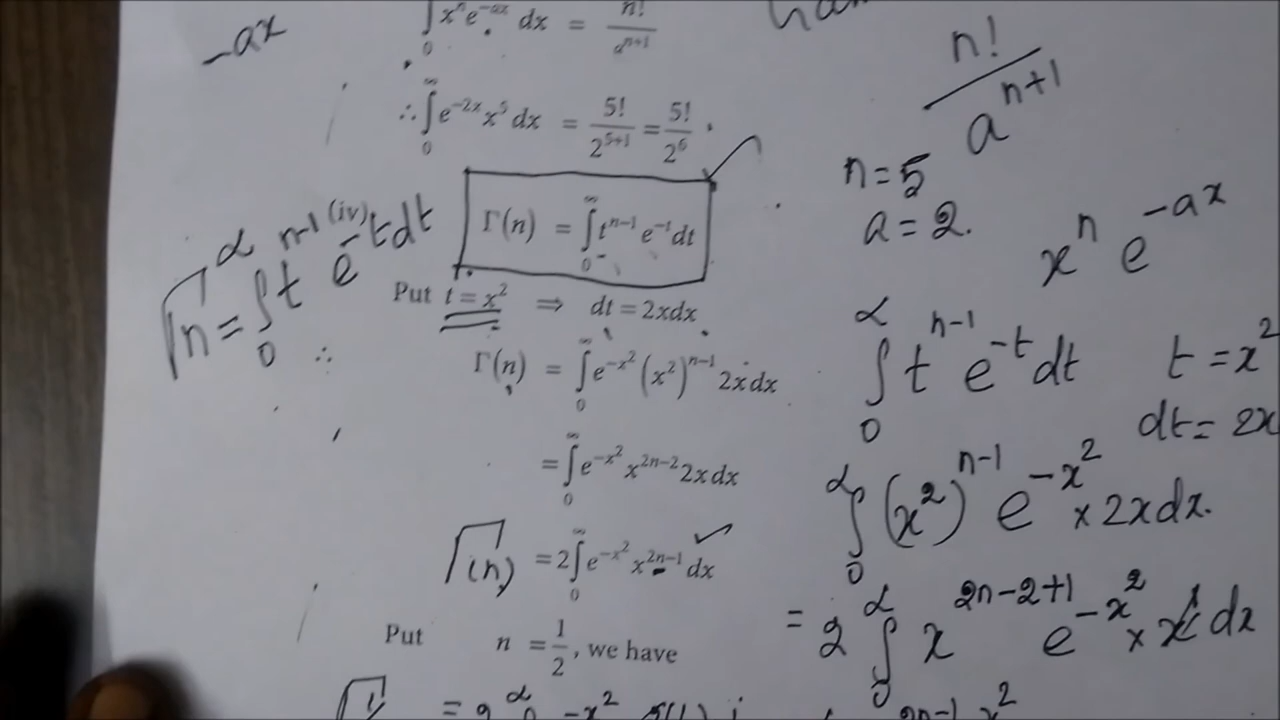 ∫₀^∞ xⁿ e^(-ax) dx = n!/a^(n+1)
-ax
∴ ∫₀^∞ e^(-2x) x⁵ dx = 5!/2^(5+1) = 5!/2⁶.
(iv) Γ(n) = ∫₀^∞ t^(n-1) e^(-t) dt
Γn = ∫₀^α t^(n-1) e^(-t) dt
Put t = x² ⇒ dt = 2xdx.
∴ Γ(n) = ∫₀^∞ e^(-x²) (x²)^(n-1) 2x dx
= ∫₀^∞ e^(-x²) x^(2n-2) 2x dx
Γ(n) = 2∫₀^∞ e^(-x²) x^(2n-1) dx
Put n = 1/2, we have
n!/a^(n+1)
n = 5
a = 2.
xⁿ e^(-ax)
∫₀^α t^(n-1) e^(-t) dt t = x²
dt = 2x
∫₀^α (x²)^(n-1) e^(-x²) × 2x dx.
= 2 ∫₀^α x^(2n-2+1) e^(-x²) × x dx